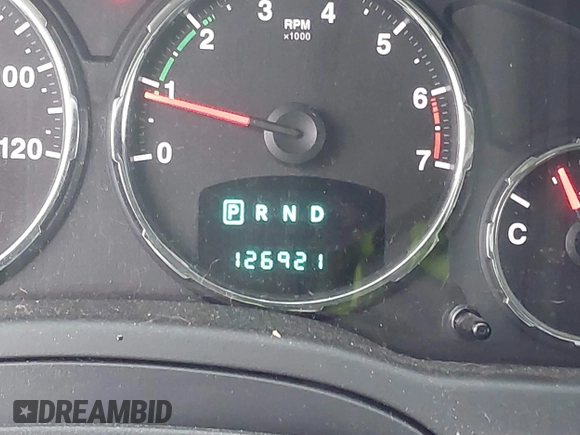 2 3 4 5
RPM
x1000
00
1 6
120
0 7
P R N D
C
126921
DREAMBID